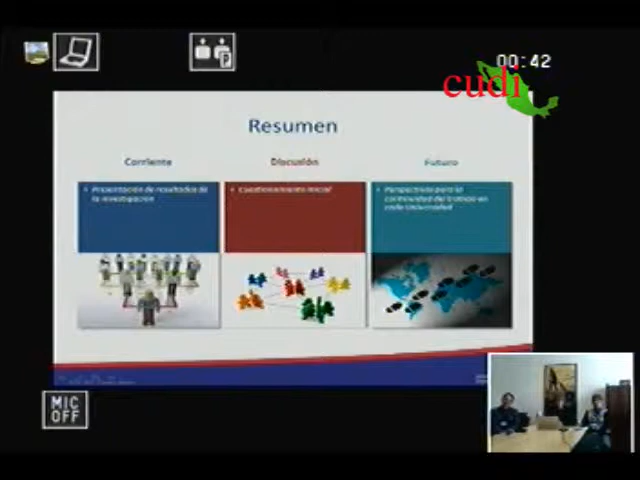 00:42
cudi
P
Resumen
Corriente
Discusión
Futuro
Presentación de resultados de
la investigación
Cuestionamiento inicial
Perspectivas para la
continuidad del trabajo en
cada Universidad
MIC
OFF